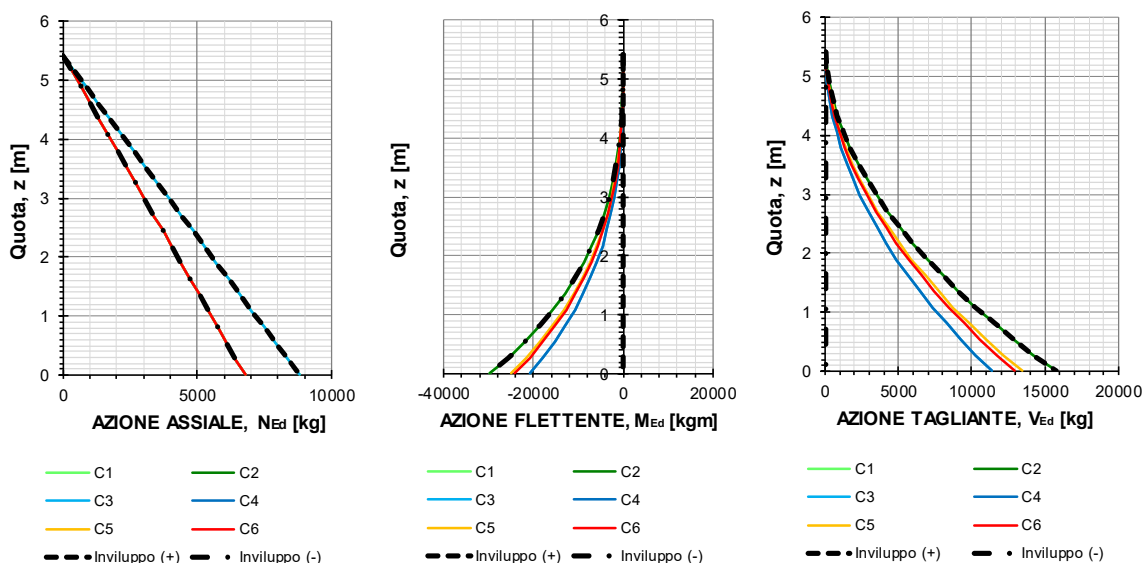 6
5
4
3
2
1
0
Quota, z [m]
0 5000 10000
AZIONE ASSIALE, NEd [kg]
C1 C2
C3 C4
C5 C6
Inviluppo (+) Inviluppo (-)
6
5
4
3
2
1
0
Quota, z [m]
-40000 -20000 0 20000
AZIONE FLETTENTE, MEd [kgm]
C1 C2
C3 C4
C5 C6
Inviluppo (+) Inviluppo (-)
6
5
4
3
2
1
0
Quota, z [m]
0 5000 10000 15000 20000
AZIONE TAGLIANTE, VEd [kg]
C1 C2
C3 C4
C5 C6
Inviluppo (+) Inviluppo (-)